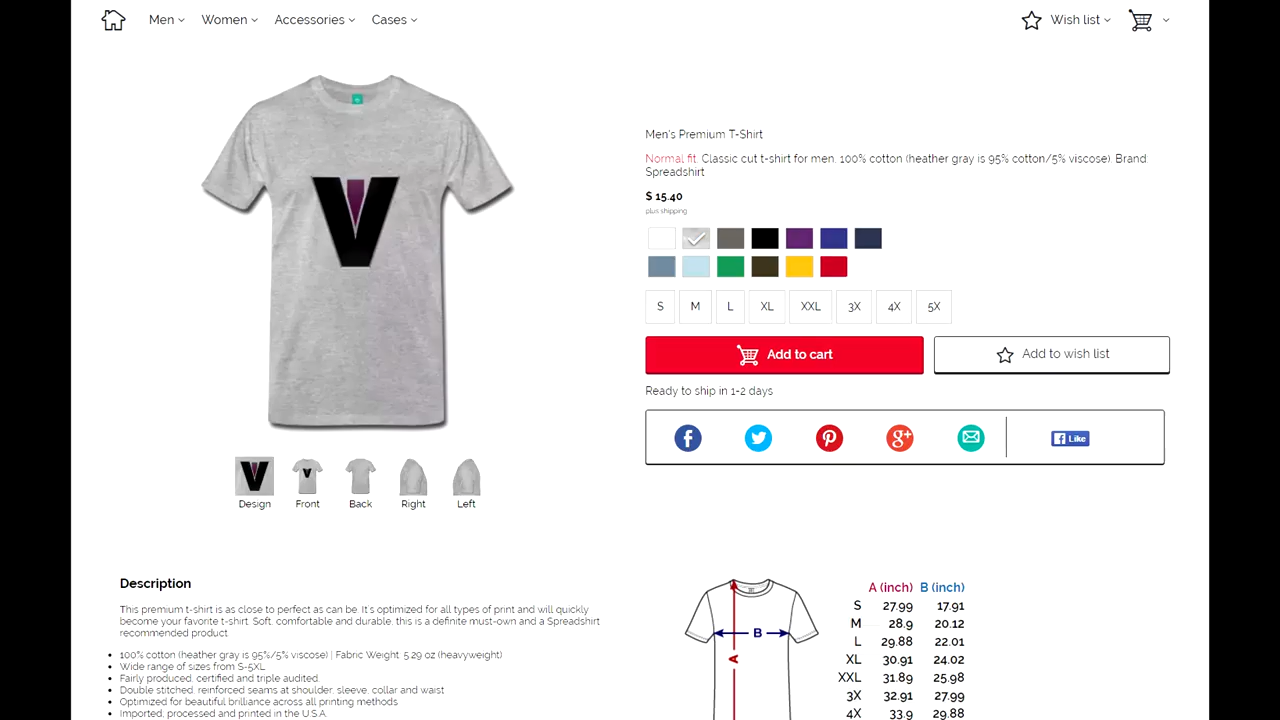 Men Women Accessories Cases Wish list
V
Men's Premium T-Shirt
Normal fit. Classic cut t-shirt for men, 100% cotton (heather gray is 95% cotton/5% viscose). Brand:
Spreadshirt
$ 15.40
plus shipping
S M L XL XXL 3X 4X 5X
Add to cart Add to wish list
Ready to ship in 1-2 days
f g+ f Like
Design Front Back Right Left
Description
This premium t-shirt is as close to perfect as can be. It's optimized for all types of print and will quickly
become your favorite t-shirt. Soft, comfortable and durable, this is a definite must-own and a Spreadshirt
recommended product.
100% cotton (heather gray is 95%/5% viscose) | Fabric Weight: 5.29 oz (heavyweight)
Wide range of sizes from S-5XL
Fairly produced, certified and triple audited.
Double stitched, reinforced seams at shoulder, sleeve, collar and waist
Optimized for beautiful brilliance across all printing methods
Imported; processed and printed in the U.S.A.
B
A
A (inch) B (inch)
S 27.99 17.91
M 28.9 20.12
L 29.88 22.01
XL 30.91 24.02
XXL 31.89 25.98
3X 32.91 27.99
4X 33.9 29.88